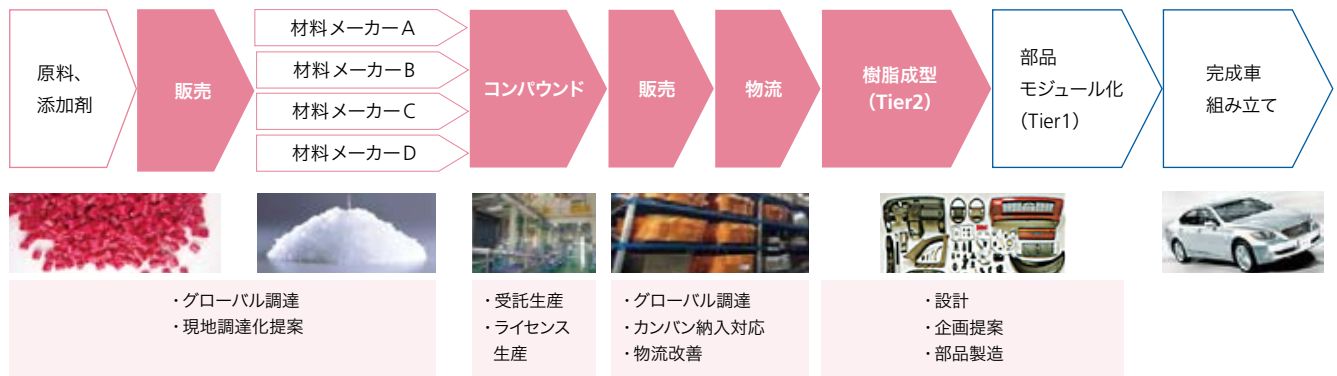 原料、
添加剤
販売
材料メーカーA
材料メーカーB
材料メーカーC
材料メーカーD
コンパウンド
販売
物流
樹脂成型
(Tier2)
部品
モジュール化
(Tier1)
完成車
組み立て
・グローバル調達
・現地調達化提案
・受託生産
・ライセンス
生産
・グローバル調達
・カンバン納入対応
・物流改善
・設計
・企画提案
・部品製造